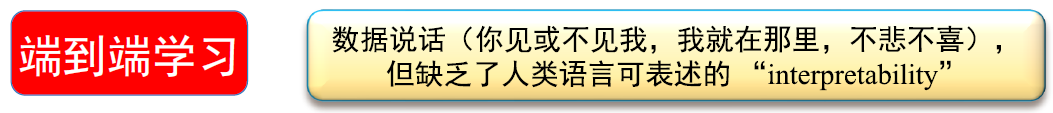 端到端学习
数据说话（你见或不见我，我就在那里，不悲不喜），
但缺乏了人类语言可表述的 “interpretability”